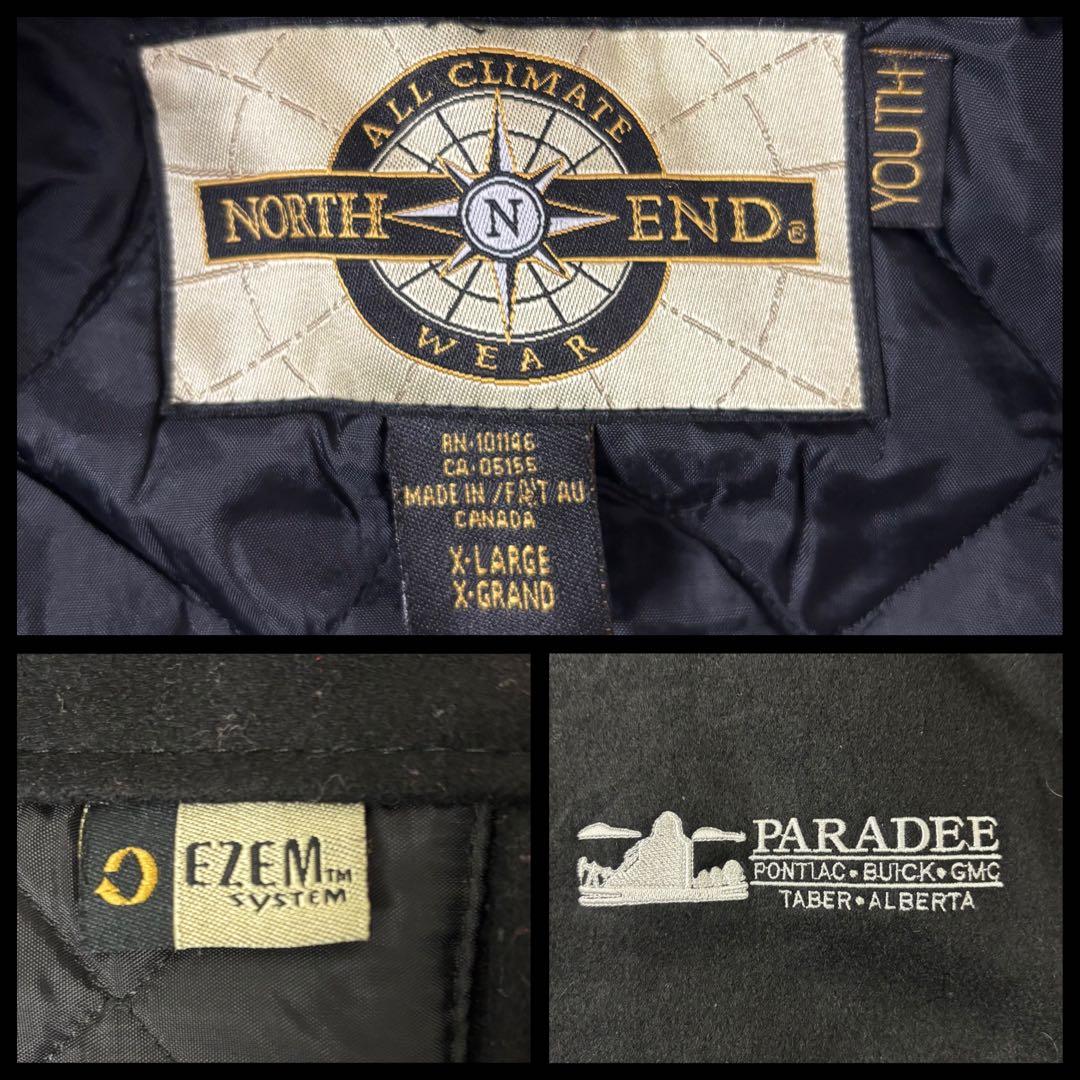 ALL CLIMATE
NORTH N END®
WEAR
YOUTH
RN·101146
CA·05155
MADE IN /FAIT AU
CANADA
X·LARGE
X·GRAND
EZEM™
SYSTEM
PARADEE
PONTIAC•BUICK•GMC
TABER•ALBERTA